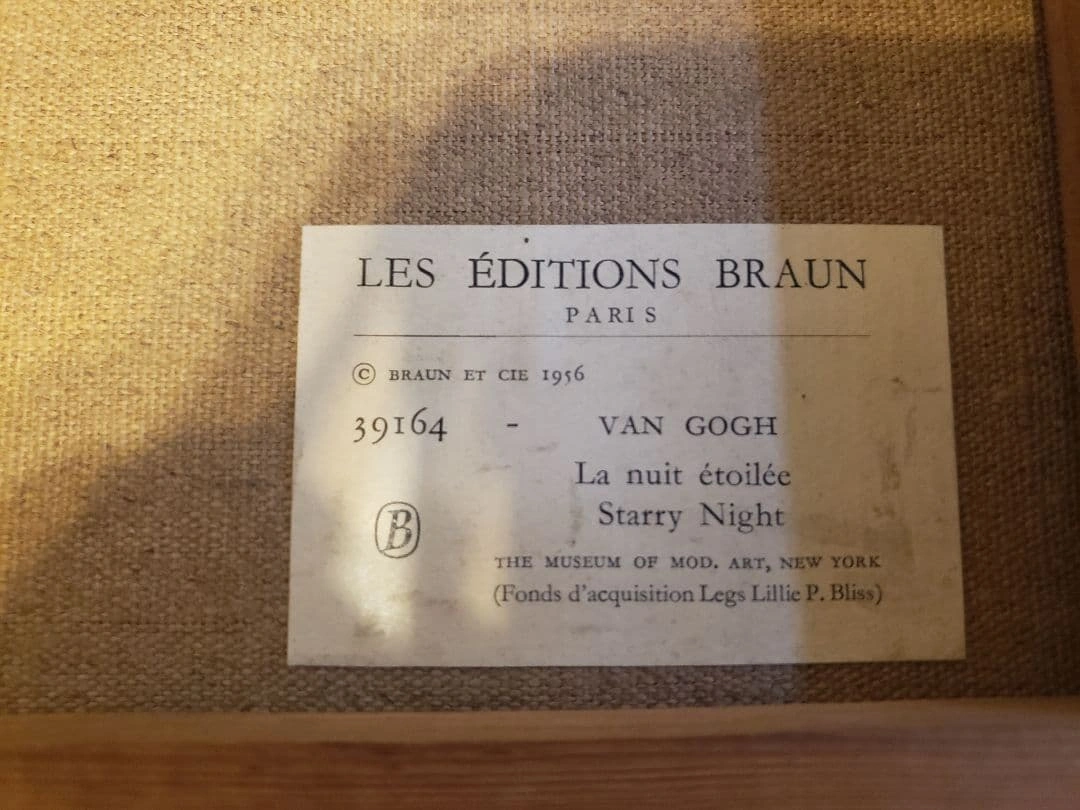 LES ÉDITIONS BRAUN
PARIS
© BRAUN ET CIE 1956
39164 - VAN GOGH
La nuit étoilée
Starry Night
B
THE MUSEUM OF MOD. ART, NEW YORK
(Fonds d'acquisition Legs Lillie P. Bliss)